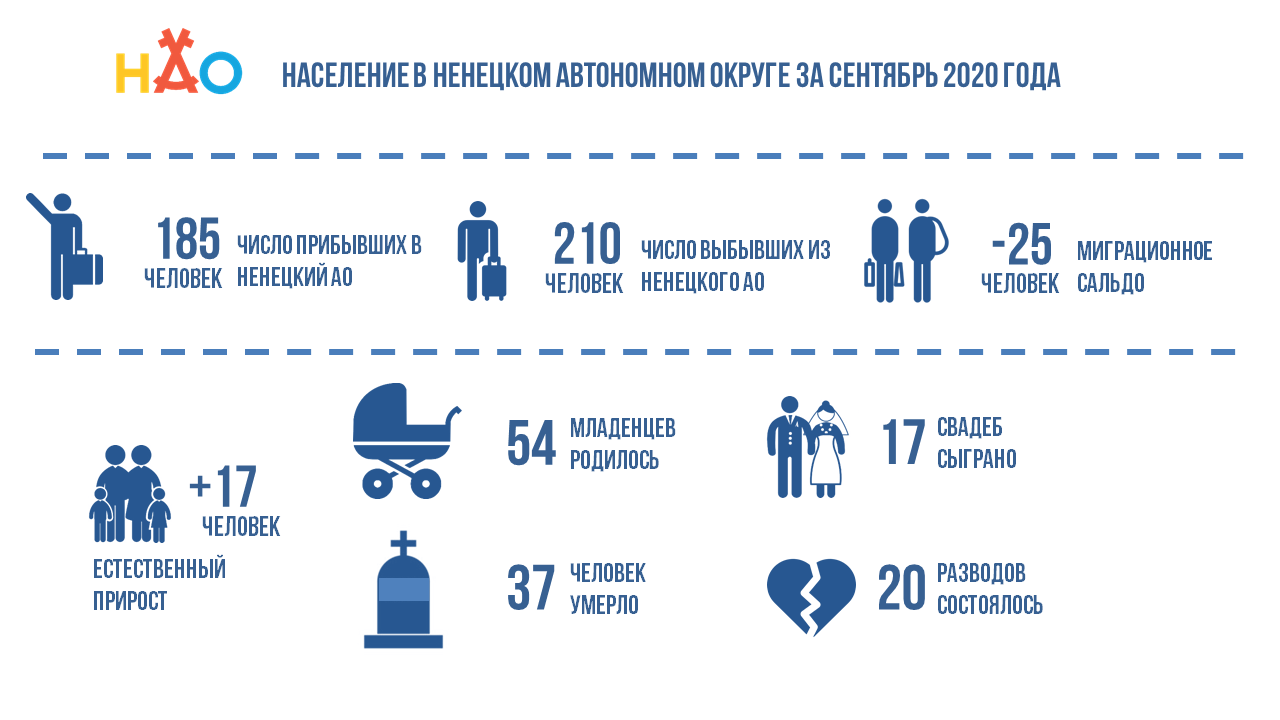 НАО
НАСЕЛЕНИЕ В НЕНЕЦКОМ АВТОНОМНОМ ОКРУГЕ ЗА СЕНТЯБРЬ 2020 ГОДА
185
ЧЕЛОВЕК
ЧИСЛО ПРИБЫВШИХ В
НЕНЕЦКИЙ АО
210
ЧЕЛОВЕК
ЧИСЛО ВЫБЫВШИХ ИЗ
НЕНЕЦКОГО АО
-25
ЧЕЛОВЕК
МИГРАЦИОННОЕ
САЛЬДО
+17
ЧЕЛОВЕК
ЕСТЕСТВЕННЫЙ
ПРИРОСТ
54
МЛАДЕНЦЕВ
РОДИЛОСЬ
17
СВАДЕБ
СЫГРАНО
37
ЧЕЛОВЕК
УМЕРЛО
20
РАЗВОДОВ
СОСТОЯЛОСЬ